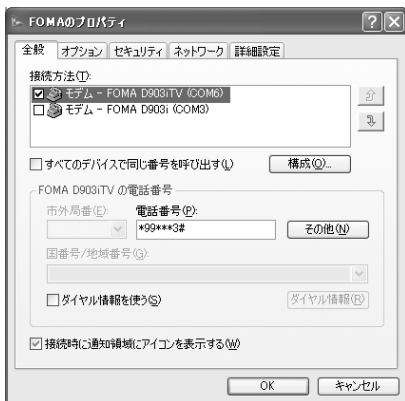 FOMAのプロパティ
全般 オプション セキュリティ ネットワーク 詳細設定
接続方法(T):
モデム - FOMA D903iTV (COM6)
モデム - FOMA D903i (COM3)
すべてのデバイスで同じ番号を呼び出す(L) 構成(O)...
FOMA D903iTV の電話番号
市外局番(E): 電話番号(P):
*99***3# その他(N)
国番号/地域番号(G):
ダイヤル情報を使う(S) ダイヤル情報(R)
接続時に通知領域にアイコンを表示する(W)
OK キャンセル